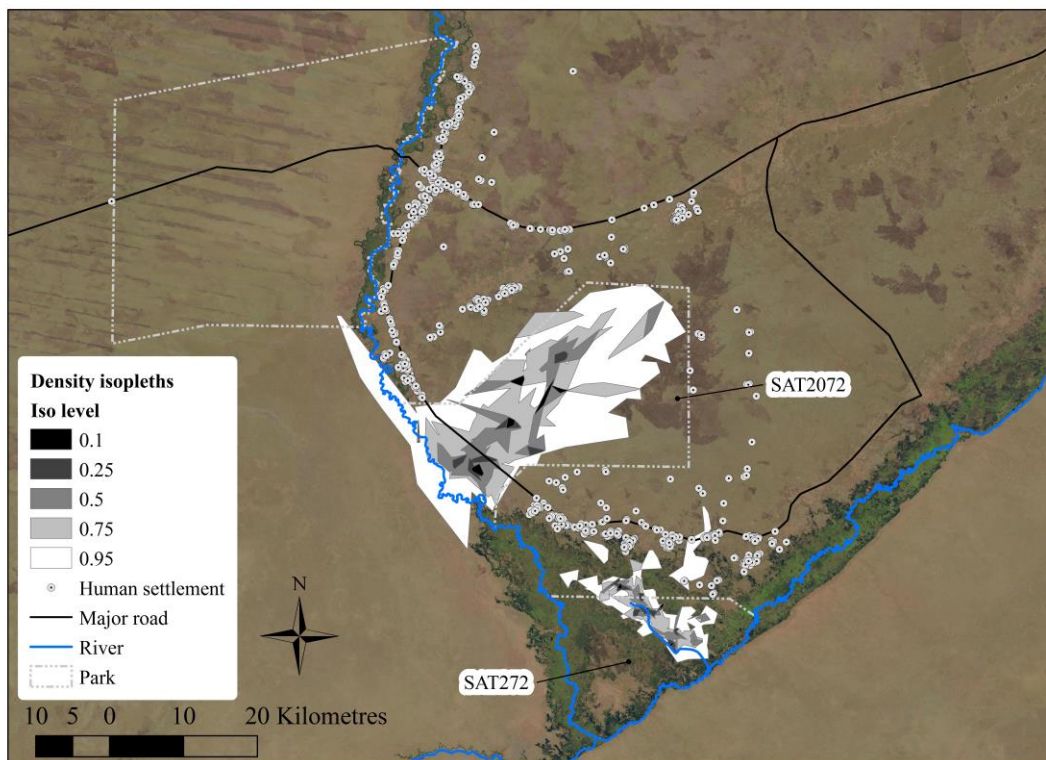 SAT2072
Density isopleths
Iso level
0.1
0.25
0.5
0.75
0.95
Human settlement
Major road
River
Park
N
SAT272
10 5 0 10 20 Kilometres